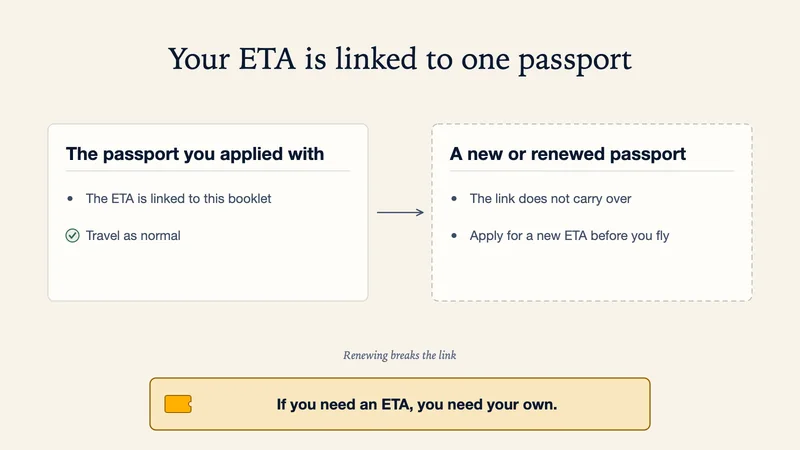 Your ETA is linked to one passport
The passport you applied with
The ETA is linked to this booklet
Travel as normal
A new or renewed passport
The link does not carry over
Apply for a new ETA before you fly
Renewing breaks the link
If you need an ETA, you need your own.